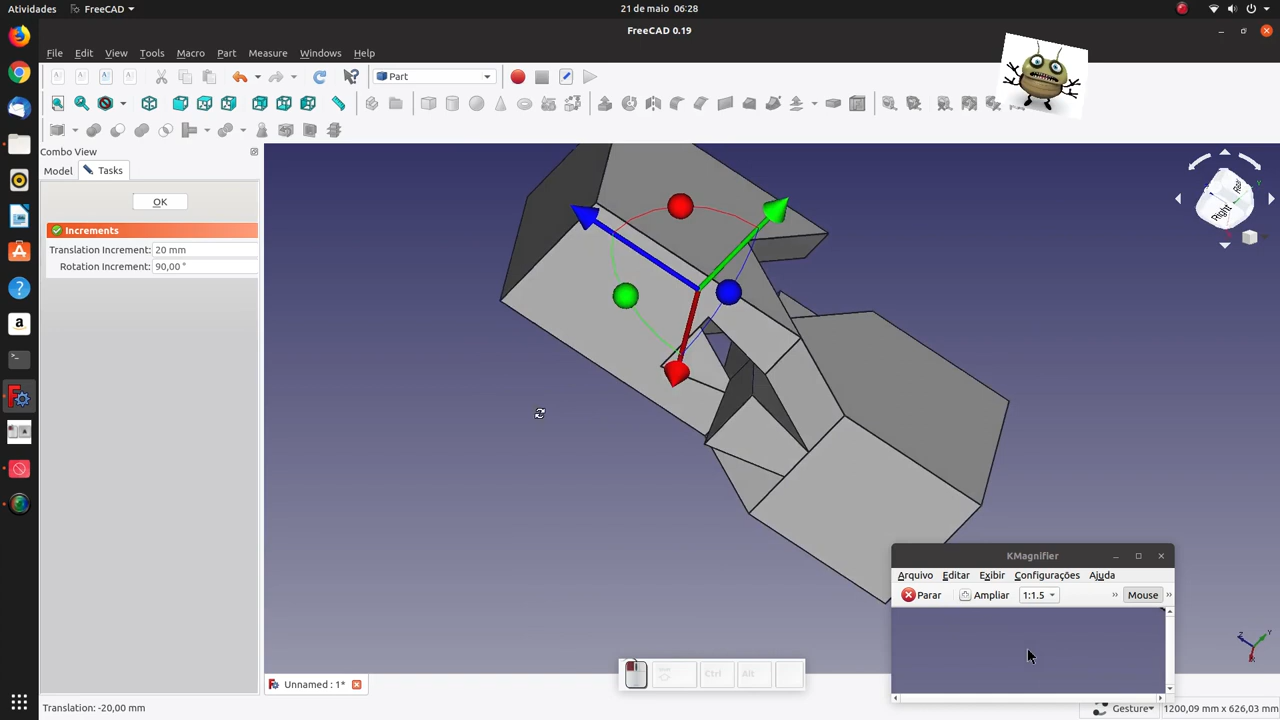 Atividades
FreeCAD
21 de maio 06:28
FreeCAD 0.19
File Edit View Tools Macro Part Measure Windows Help
Part
Combo View
Model Tasks
OK
Increments
Translation Increment: 20 mm
Rotation Increment: 90,00 °
Right
KMagnifier
Arquivo Editar Exibir Configurações Ajuda
Parar Ampliar 1:1.5 Mouse
Ctrl Alt
Unnamed : 1*
Translation: -20,00 mm
Gesture
1200,09 mm x 626,03 mm